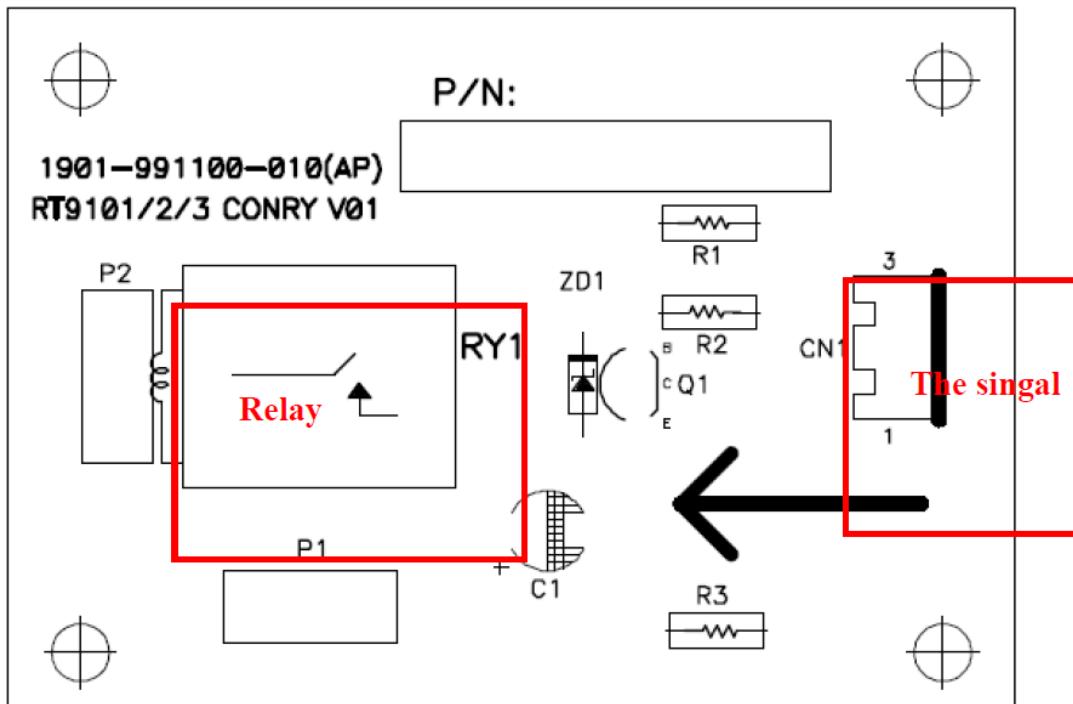 P/N:
1901-991100-010(AP)
RT9101/2/3 CONRY V01
R1
3
P2
ZD1
RY1
R2
CN1
B
C
E
Q1
Relay
The singal
1
P1
+
C1
R3